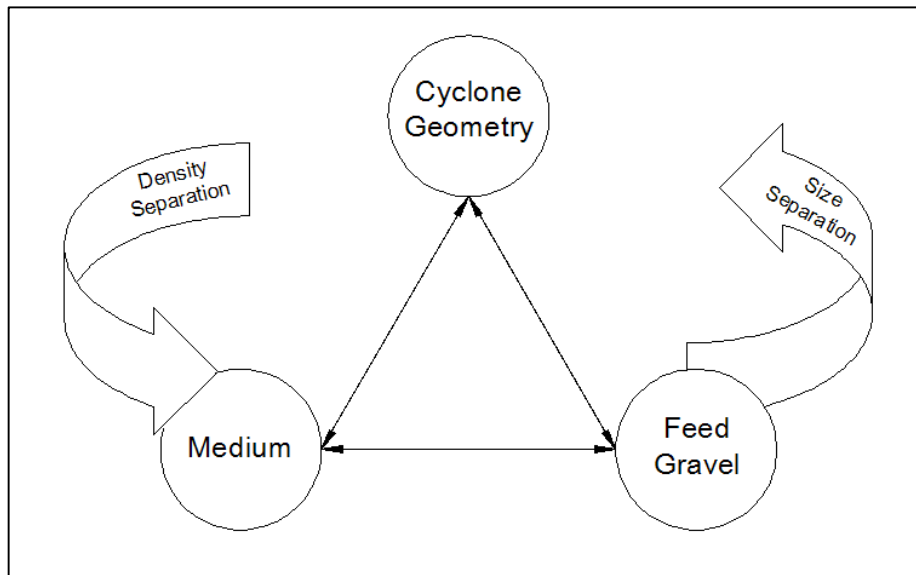 Cyclone
Geometry
Density
Separation
Size
Separation
Medium
Feed
Gravel